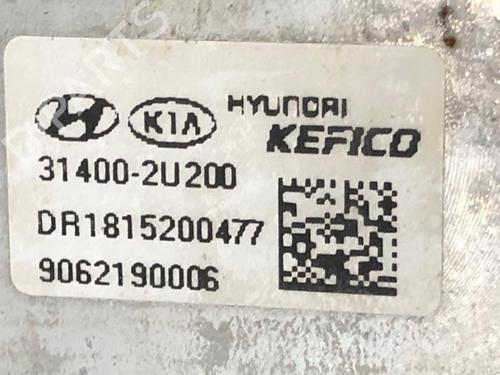 KIA
HYUNDAI
KEFICO
31400-2U200
DR1815200477
9062190006